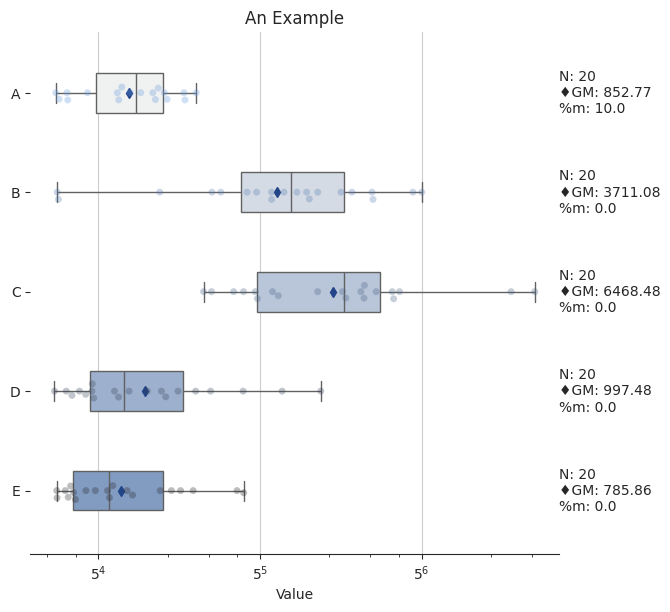 An Example
A
N: 20
♦GM: 852.77
%m: 10.0
B
N: 20
♦GM: 3711.08
%m: 0.0
C
N: 20
♦GM: 6468.48
%m: 0.0
D
N: 20
♦GM: 997.48
%m: 0.0
E
N: 20
♦GM: 785.86
%m: 0.0
5⁴ 5⁵ 5⁶
Value